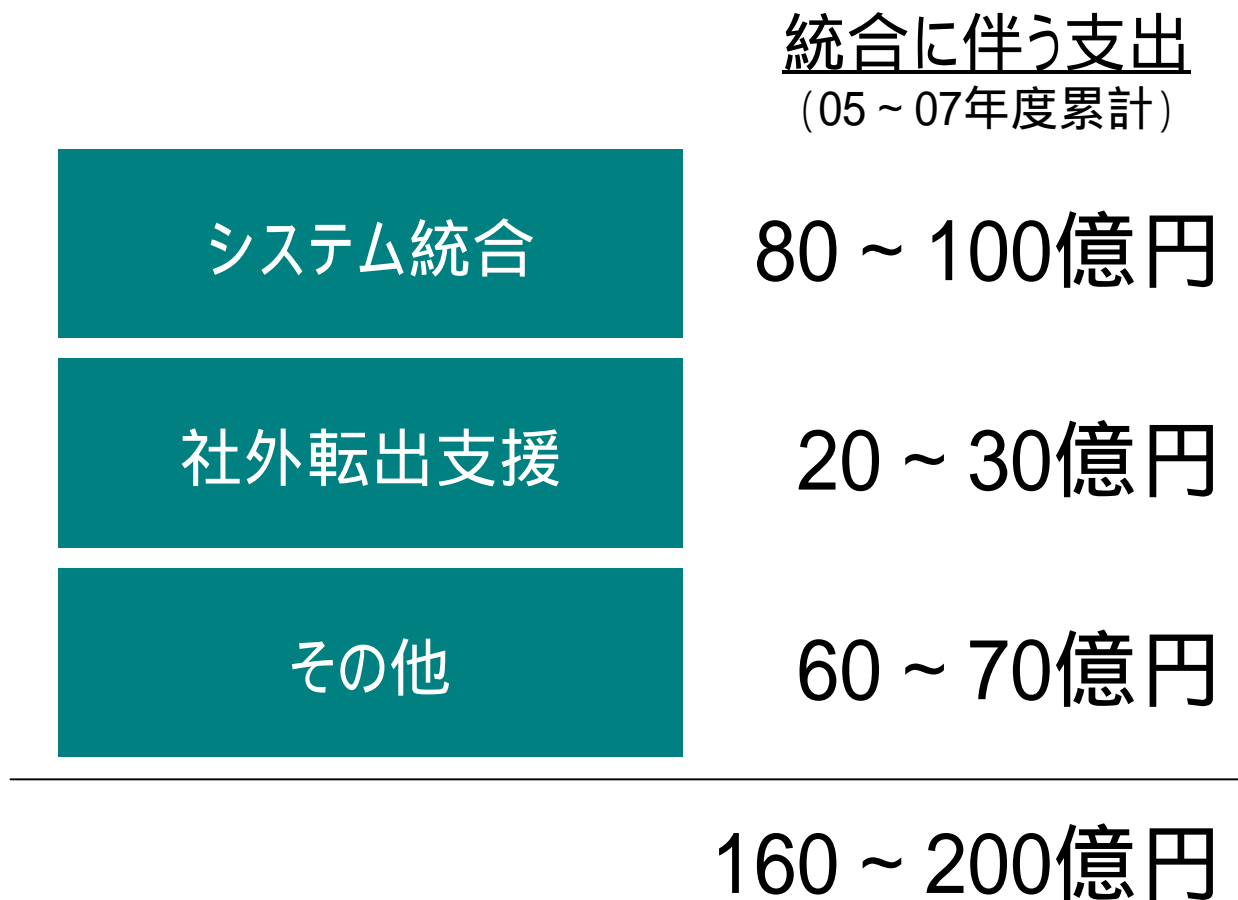 統合に伴う支出
(05~07年度累計)
システム統合 80~100億円
社外転出支援 20~30億円
その他 60~70億円
160~200億円